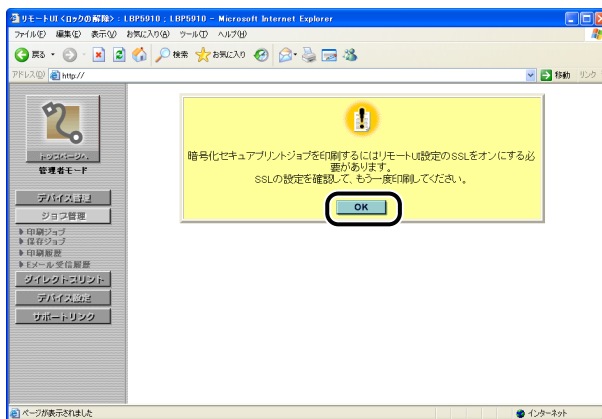 リモートUI <ロックの解除> : LBP5910 ; LBP5910 - Microsoft Internet Explorer
ファイル(F) 編集(E) 表示(V) お気に入り(A) ツール(T) ヘルプ(H)
戻る 検索 お気に入り
アドレス(D) http:// 移動 リンク
トップページへ
管理者モード
デバイス管理
ジョブ管理
印刷ジョブ
保存ジョブ
印刷履歴
Eメール受信履歴
ダイレクトプリント
デバイス設定
サポートリンク
暗号化セキュアプリントジョブを印刷するにはリモートUI設定のSSLをオンにする必
要があります。
SSLの設定を確認して、もう一度印刷してください。
OK
ページが表示されました インターネット